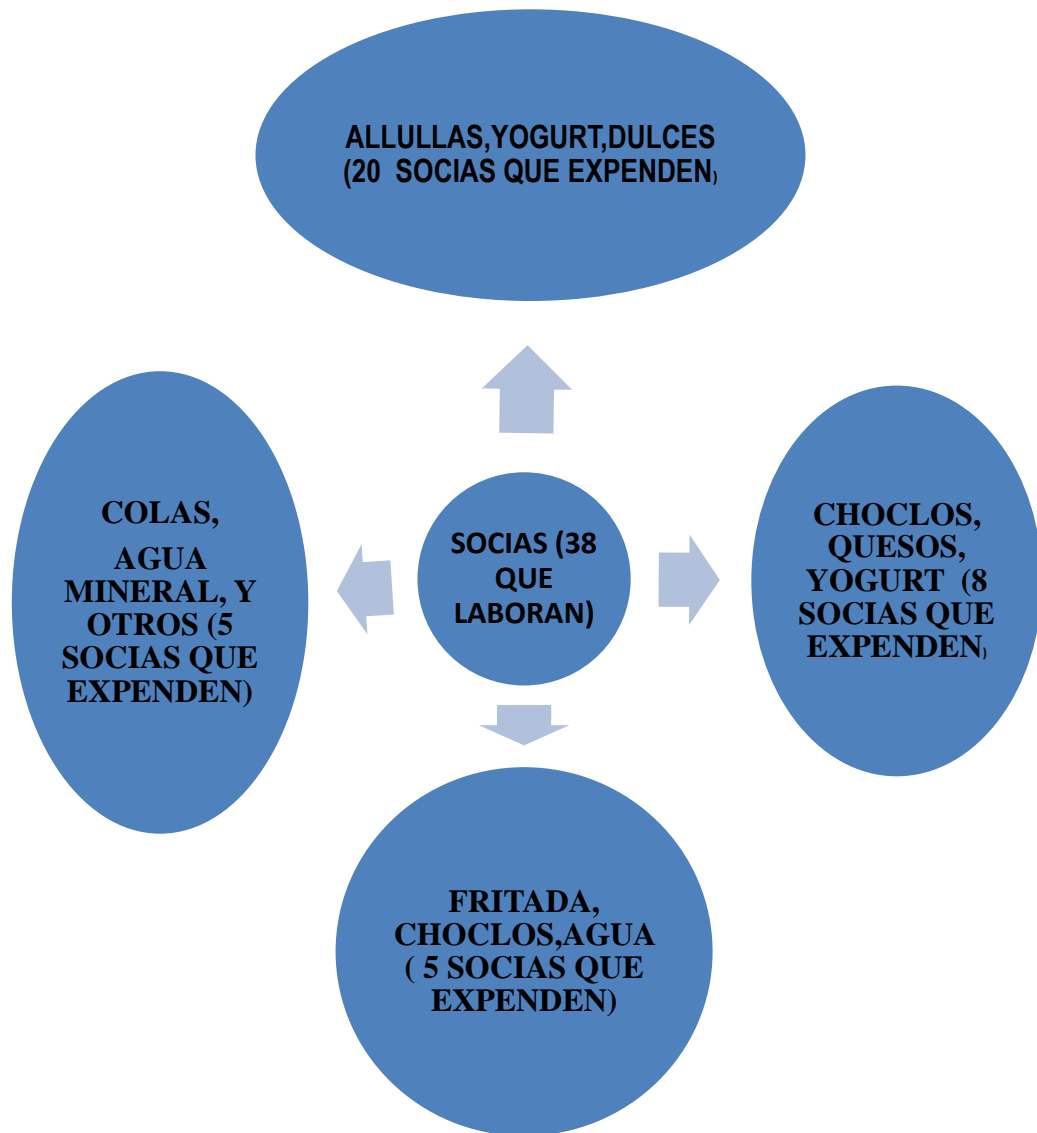 ALLULLAS,YOGURT,DULCES
(20 SOCIAS QUE EXPENDEN)
COLAS,
AGUA
MINERAL, Y
OTROS (5
SOCIAS QUE
EXPENDEN)
SOCIAS (38
QUE
LABORAN)
CHOCLOS,
QUESOS,
YOGURT (8
SOCIAS QUE
EXPENDEN)
FRITADA,
CHOCLOS,AGUA
( 5 SOCIAS QUE
EXPENDEN)